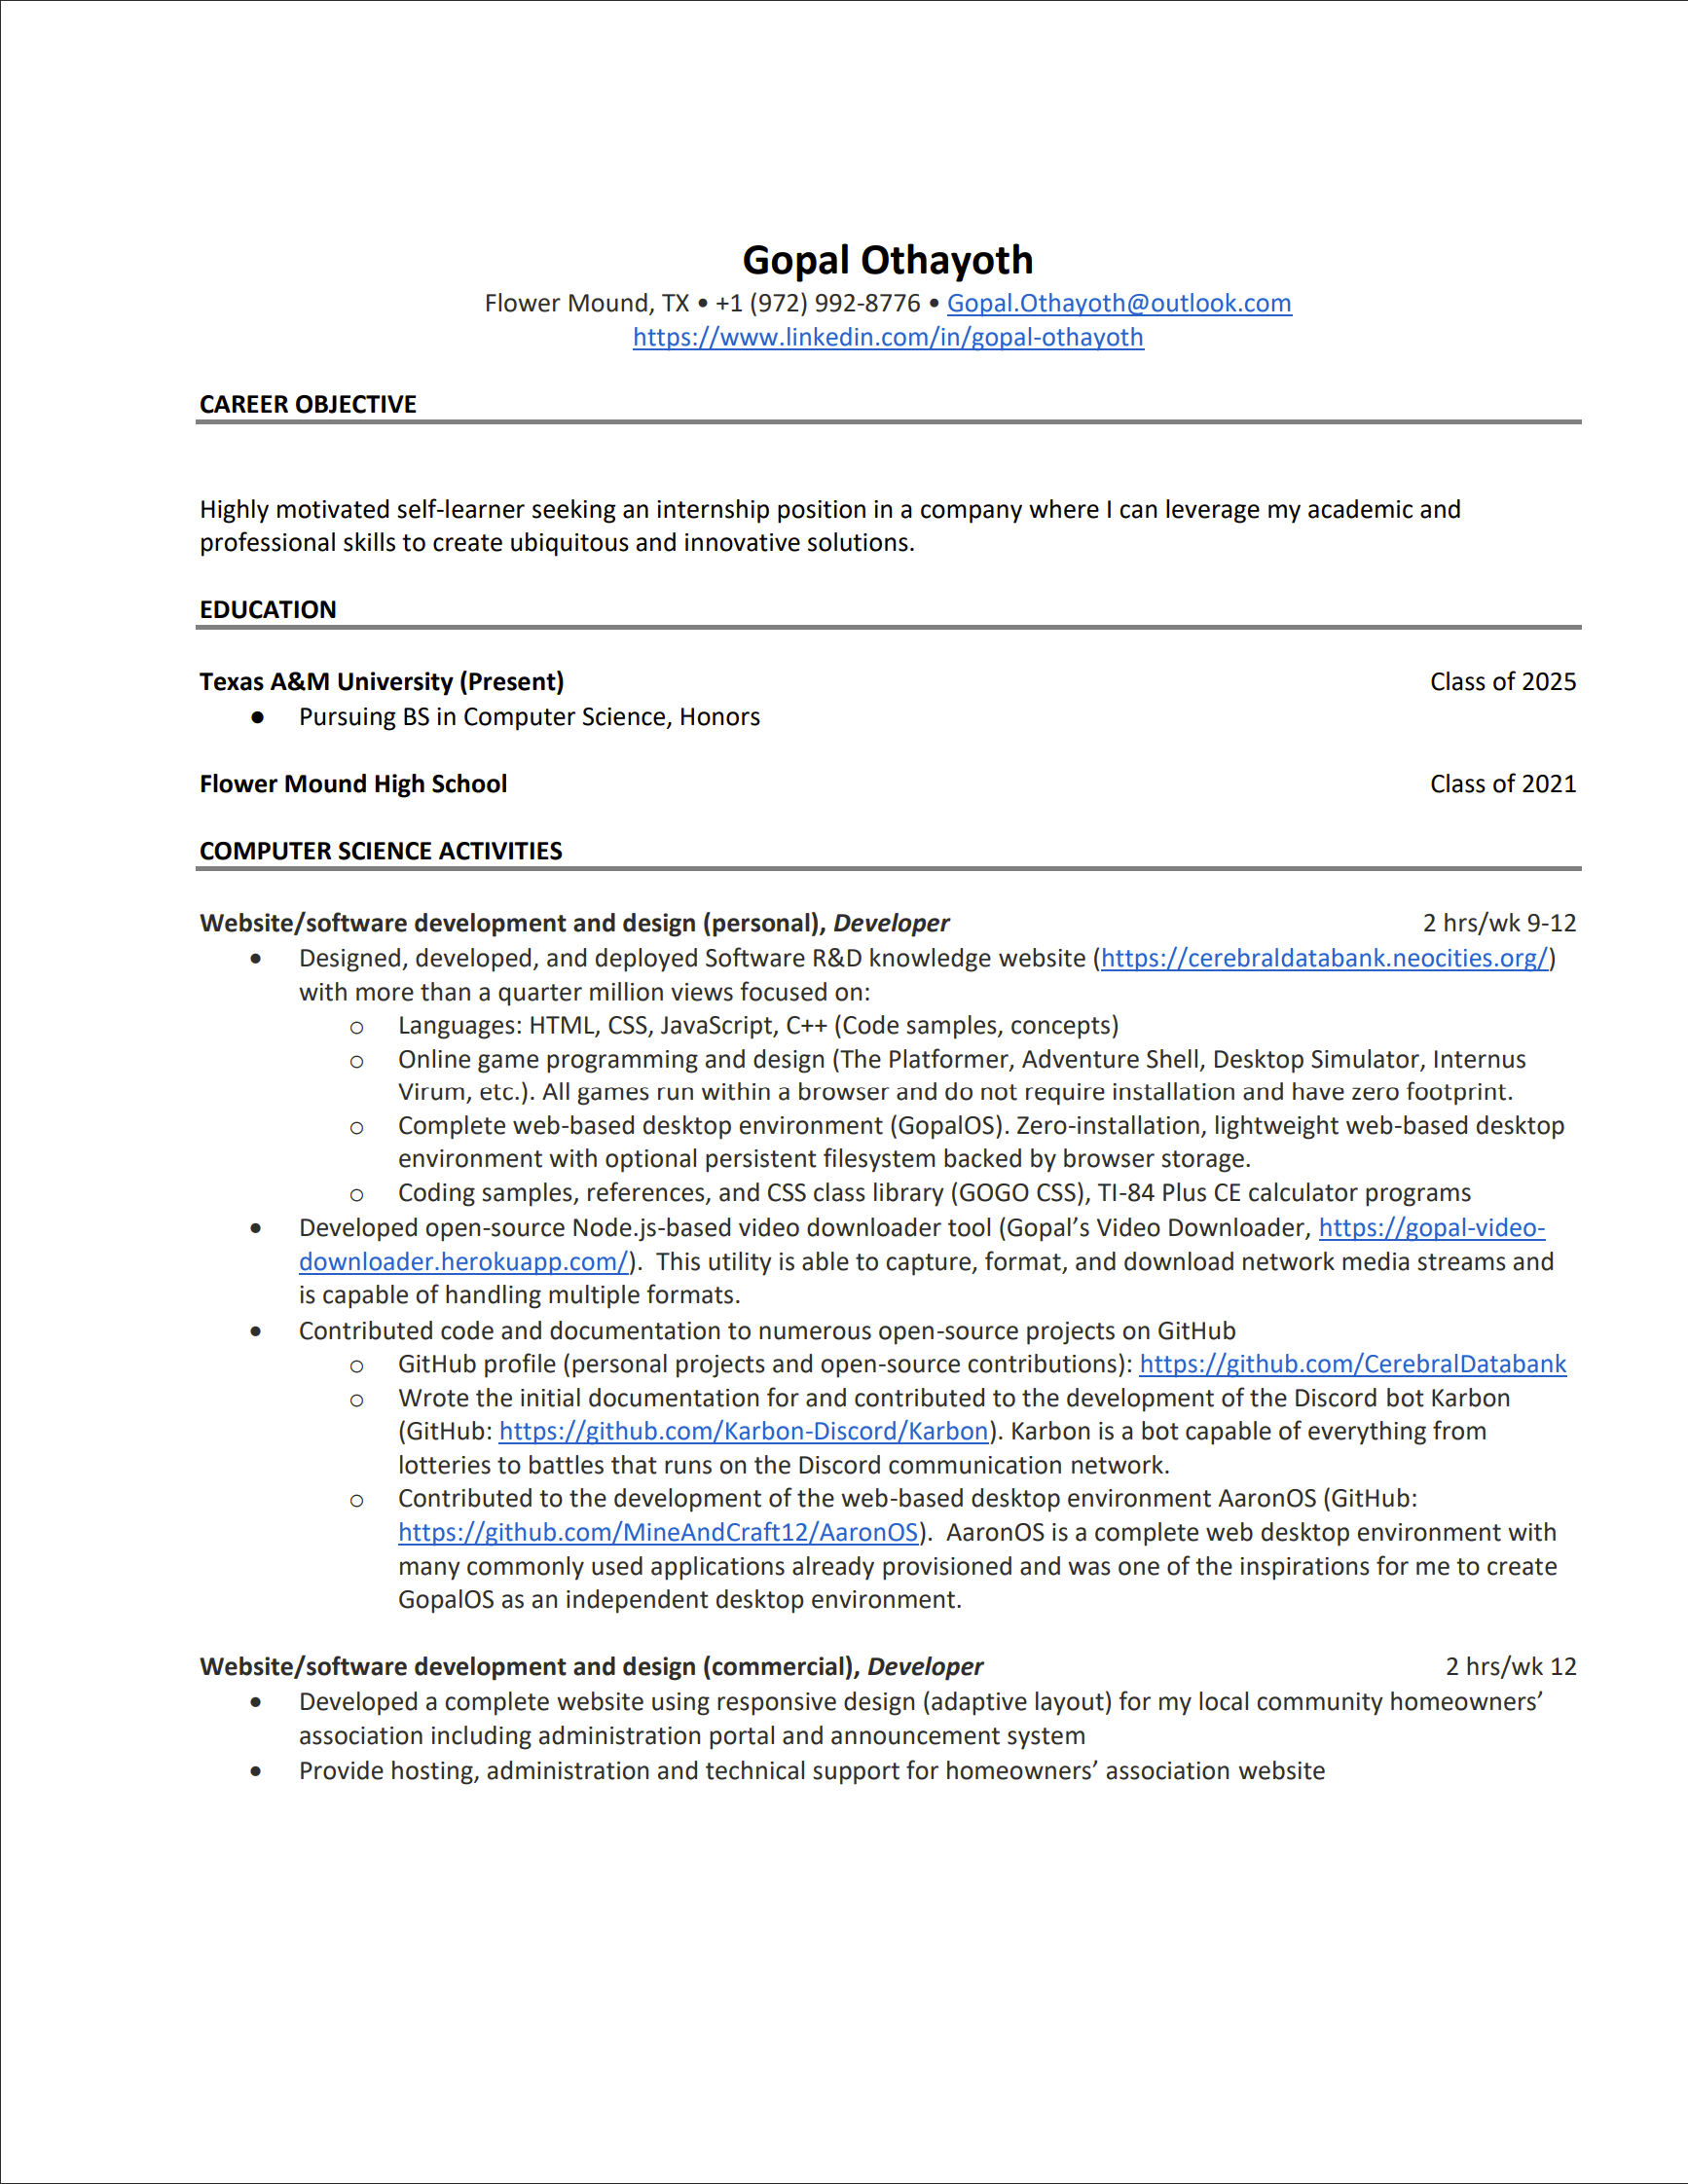 Gopal Othayoth
Flower Mound, TX • +1 (972) 992-8776 • Gopal.Othayoth@outlook.com
https://www.linkedin.com/in/gopal-othayoth
CAREER OBJECTIVE
Highly motivated self-learner seeking an internship position in a company where I can leverage my academic and
professional skills to create ubiquitous and innovative solutions.
EDUCATION
Texas A&M University (Present) Class of 2025
● Pursuing BS in Computer Science, Honors
Flower Mound High School Class of 2021
COMPUTER SCIENCE ACTIVITIES
Website/software development and design (personal), Developer 2 hrs/wk 9-12
• Designed, developed, and deployed Software R&D knowledge website (https://cerebraldatabank.neocities.org/)
with more than a quarter million views focused on:
o Languages: HTML, CSS, JavaScript, C++ (Code samples, concepts)
o Online game programming and design (The Platformer, Adventure Shell, Desktop Simulator, Internus
Virum, etc.). All games run within a browser and do not require installation and have zero footprint.
o Complete web-based desktop environment (GopalOS). Zero-installation, lightweight web-based desktop
environment with optional persistent filesystem backed by browser storage.
o Coding samples, references, and CSS class library (GOGO CSS), TI-84 Plus CE calculator programs
• Developed open-source Node.js-based video downloader tool (Gopal’s Video Downloader, https://gopal-video-
downloader.herokuapp.com/). This utility is able to capture, format, and download network media streams and
is capable of handling multiple formats.
• Contributed code and documentation to numerous open-source projects on GitHub
o GitHub profile (personal projects and open-source contributions): https://github.com/CerebralDatabank
o Wrote the initial documentation for and contributed to the development of the Discord bot Karbon
(GitHub: https://github.com/Karbon-Discord/Karbon). Karbon is a bot capable of everything from
lotteries to battles that runs on the Discord communication network.
o Contributed to the development of the web-based desktop environment AaronOS (GitHub:
https://github.com/MineAndCraft12/AaronOS). AaronOS is a complete web desktop environment with
many commonly used applications already provisioned and was one of the inspirations for me to create
GopalOS as an independent desktop environment.
Website/software development and design (commercial), Developer 2 hrs/wk 12
• Developed a complete website using responsive design (adaptive layout) for my local community homeowners’
association including administration portal and announcement system
• Provide hosting, administration and technical support for homeowners’ association website